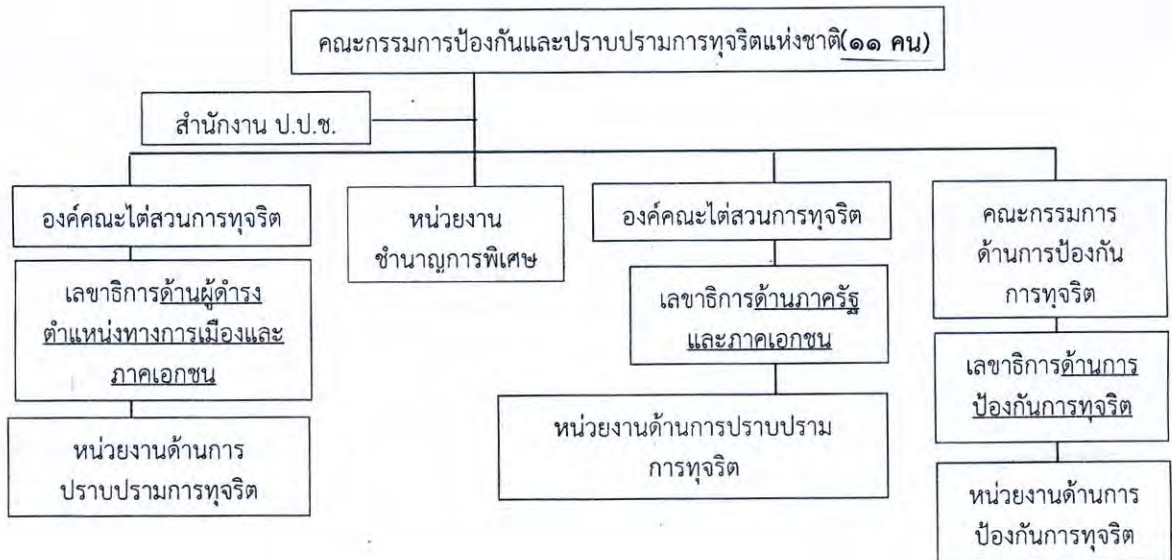 คณะกรรมการป้องกันและปราบปรามการทุจริตแห่งชาติ(๑๑ คน)
สำนักงาน ป.ป.ช.
องค์คณะไต่สวนการทุจริต
เลขาธิการด้านผู้ดำรง
ตำแหน่งทางการเมืองและ
ภาคเอกชน
หน่วยงานด้านการ
ปราบปรามการทุจริต
หน่วยงาน
ชำนาญการพิเศษ
องค์คณะไต่สวนการทุจริต
เลขาธิการด้านภาครัฐ
และภาคเอกชน
หน่วยงานด้านการปราบปราม
การทุจริต
คณะกรรมการ
ด้านการป้องกัน
การทุจริต
เลขาธิการด้านการ
ป้องกันการทุจริต
หน่วยงานด้านการ
ป้องกันการทุจริต